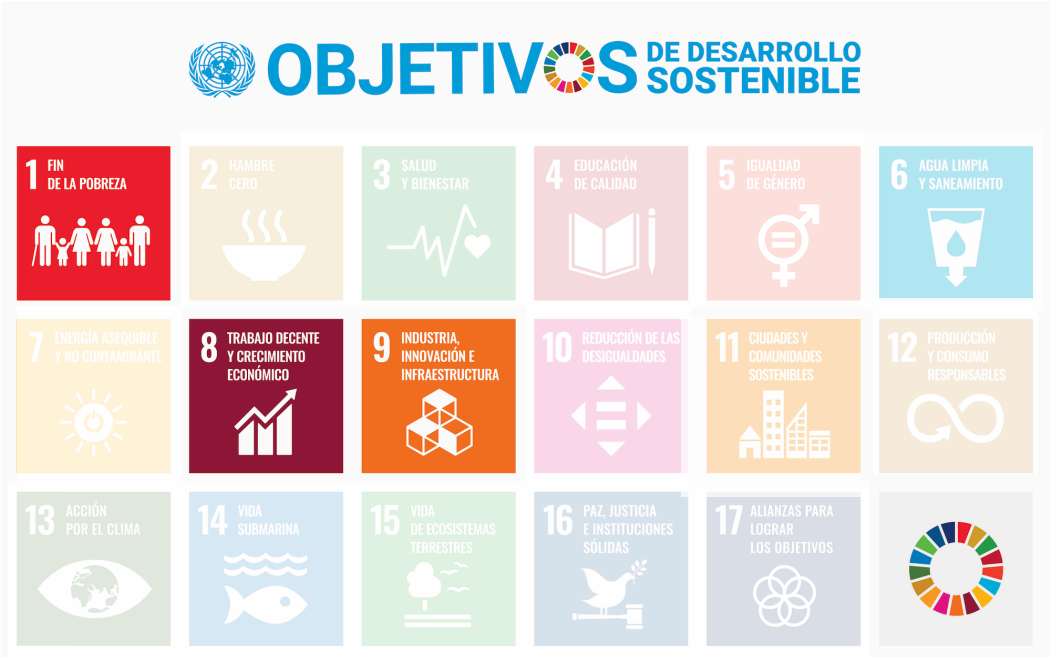 OBJETIVOS DE DESARROLLO
SOSTENIBLE
1 FIN
DE LA POBREZA
2 HAMBRE
CERO
3 SALUD
Y BIENESTAR
4 EDUCACIÓN
DE CALIDAD
5 IGUALDAD
DE GÉNERO
6 AGUA LIMPIA
Y SANEAMIENTO
7 ENERGÍA ASEQUIBLE
Y NO CONTAMINANTE
8 TRABAJO DECENTE
Y CRECIMIENTO
ECONÓMICO
9 INDUSTRIA,
INNOVACIÓN E
INFRAESTRUCTURA
10 REDUCCIÓN DE LAS
DESIGUALDADES
11 CIUDADES Y
COMUNIDADES
SOSTENIBLES
12 PRODUCCIÓN
Y CONSUMO
RESPONSABLES
13 ACCIÓN
POR EL CLIMA
14 VIDA
SUBMARINA
15 VIDA
DE ECOSISTEMAS
TERRESTRES
16 PAZ, JUSTICIA
E INSTITUCIONES
SÓLIDAS
17 ALIANZAS PARA
LOGRAR
LOS OBJETIVOS